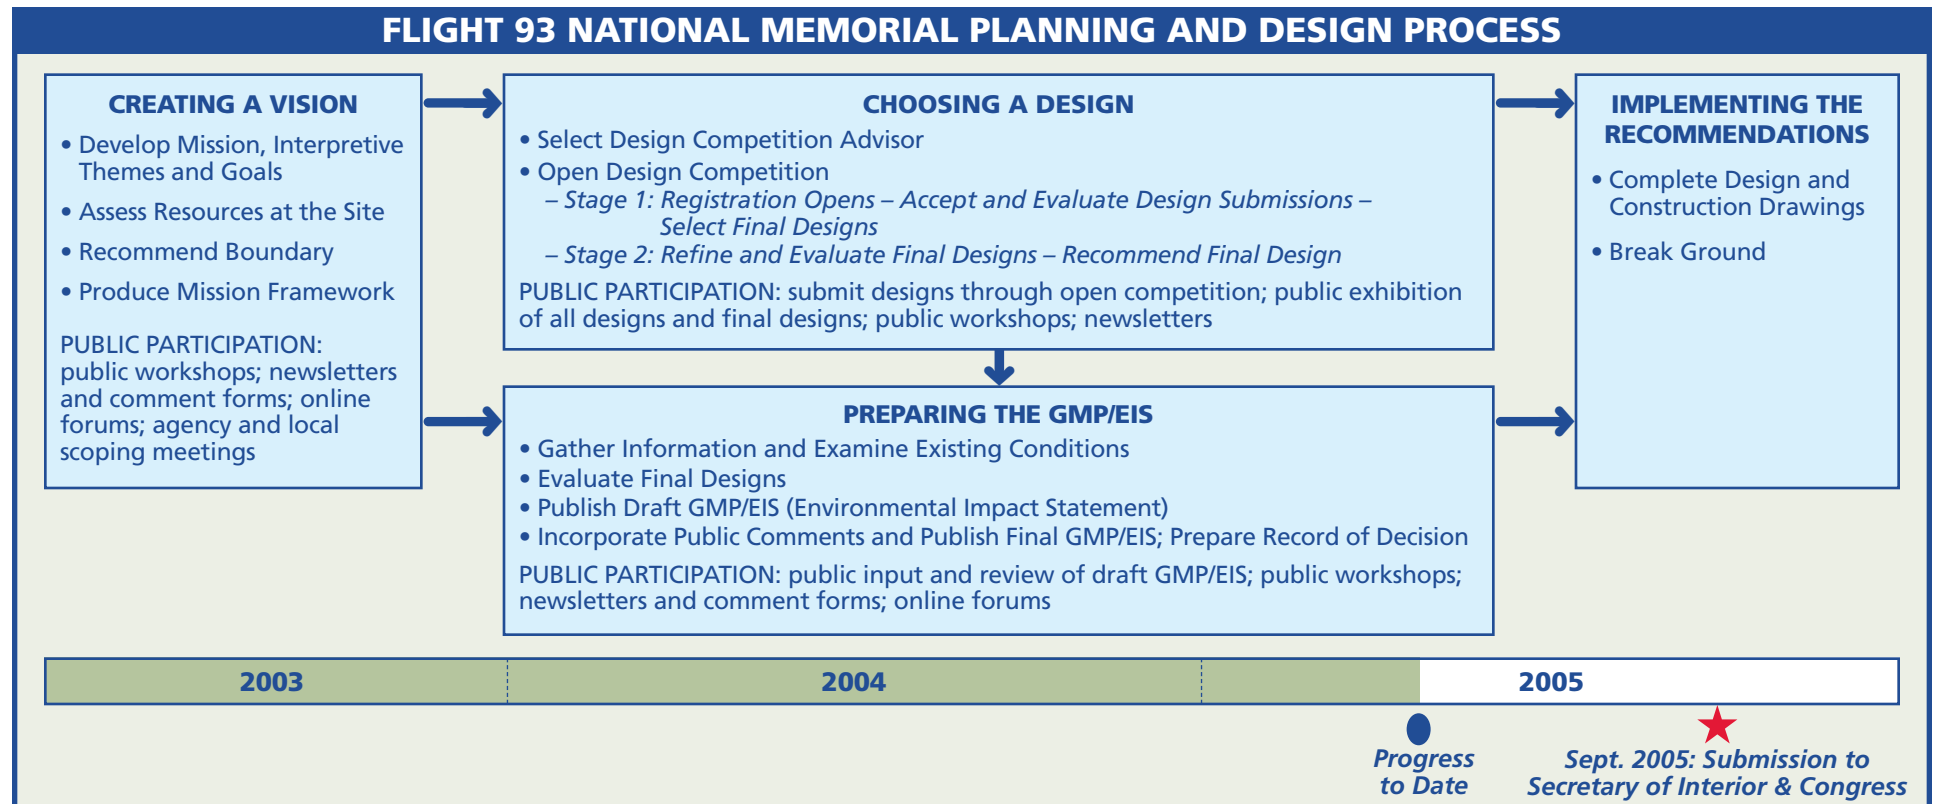 FLIGHT 93 NATIONAL MEMORIAL PLANNING AND DESIGN PROCESS
CREATING A VISION
• Develop Mission, Interpretive
Themes and Goals
• Assess Resources at the Site
• Recommend Boundary
• Produce Mission Framework
PUBLIC PARTICIPATION:
public workshops; newsletters
and comment forms; online
forums; agency and local
scoping meetings
CHOOSING A DESIGN
• Select Design Competition Advisor
• Open Design Competition
– Stage 1: Registration Opens – Accept and Evaluate Design Submissions –
Select Final Designs
– Stage 2: Refine and Evaluate Final Designs – Recommend Final Design
PUBLIC PARTICIPATION: submit designs through open competition; public exhibition
of all designs and final designs; public workshops; newsletters
PREPARING THE GMP/EIS
• Gather Information and Examine Existing Conditions
• Evaluate Final Designs
• Publish Draft GMP/EIS (Environmental Impact Statement)
• Incorporate Public Comments and Publish Final GMP/EIS; Prepare Record of Decision
PUBLIC PARTICIPATION: public input and review of draft GMP/EIS; public workshops;
newsletters and comment forms; online forums
IMPLEMENTING THE
RECOMMENDATIONS
• Complete Design and
Construction Drawings
• Break Ground
2003
2004
2005
Progress
to Date
Sept. 2005: Submission to
Secretary of Interior & Congress